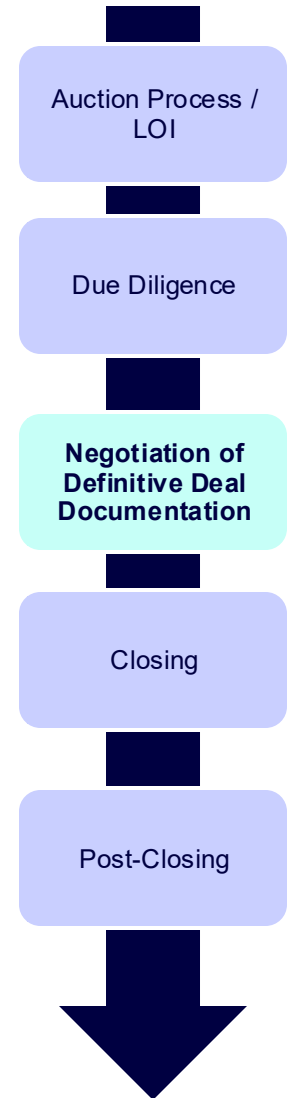 Auction Process /
LOI
Due Diligence
Negotiation of
Definitive Deal
Documentation
Closing
Post-Closing